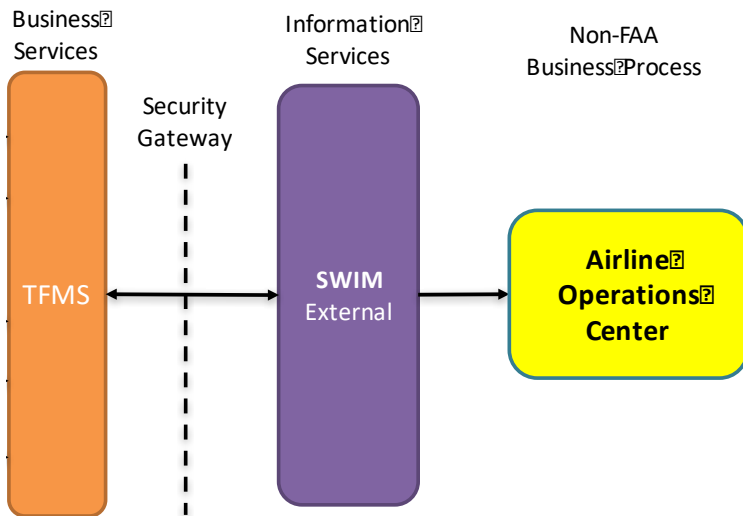 Business
Services
Information
Services
Non-FAA
Business Process
Security
Gateway
TFMS
SWIM
External
Airline
Operations
Center